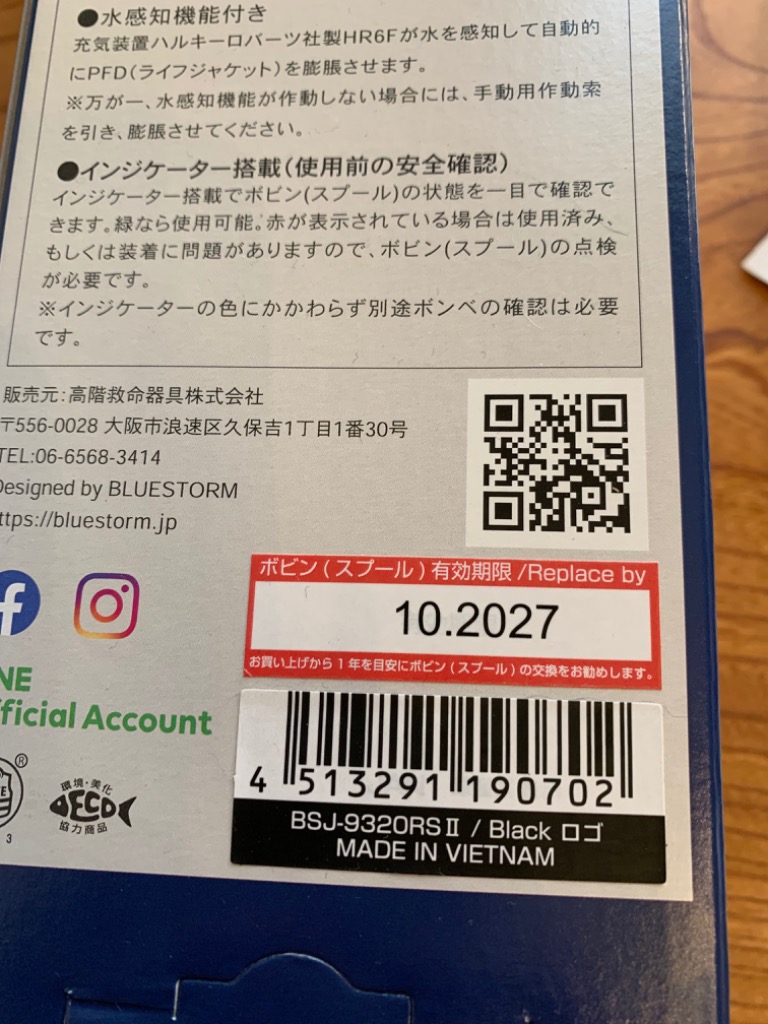 ●水感知機能付き
充気装置ハルキーロバーツ社製HR6Fが水を感知して自動的
にPFD(ライフジャケット)を膨脹させます。
※万が一、水感知機能が作動しない場合には、手動用作動索
を引き、膨脹させてください。
●インジケーター搭載(使用前の安全確認)
インジケーター搭載でボビン(スプール)の状態を一目で確認で
きます。緑なら使用可能。赤が表示されている場合は使用済み、
もしくは装着に問題がありますので、ボビン(スプール)の点検
が必要です。
※インジケーターの色にかかわらず別途ボンベの確認は必要
です。
販売元:高階救命器具株式会社
〒556-0028 大阪市浪速区久保吉1丁目1番30号
TEL:06-6568-3414
Designed by BLUESTORM
ttps://bluestorm.jp
ボビン(スプール)有効期限/Replace by
10.2027
お買い上げから1年を目安にボビン(スプール)の交換をお勧めします。
NE
fficial Account
環境・美化
ECO
協力商品
3
4 513291 190702
BSJ-9320RSⅡ / Black ロゴ
MADE IN VIETNAM